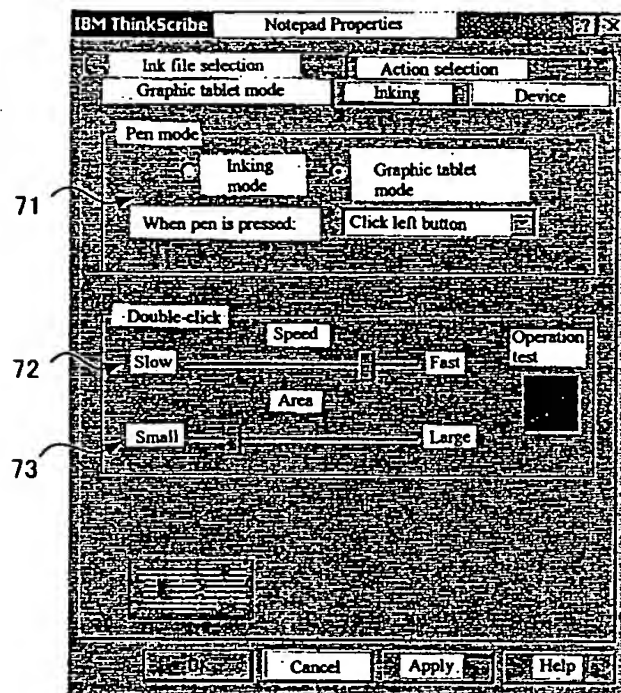 IBM ThinkScribe Notepad Properties ? X
Ink file selection Action selection
Graphic tablet mode Inking Device
Pen mode
Inking mode
Graphic tablet mode
71
When pen is pressed: Click left button
Double-click
Speed
Operation test
72
Slow Fast
Area
Small Large
73
Cancel Apply Help